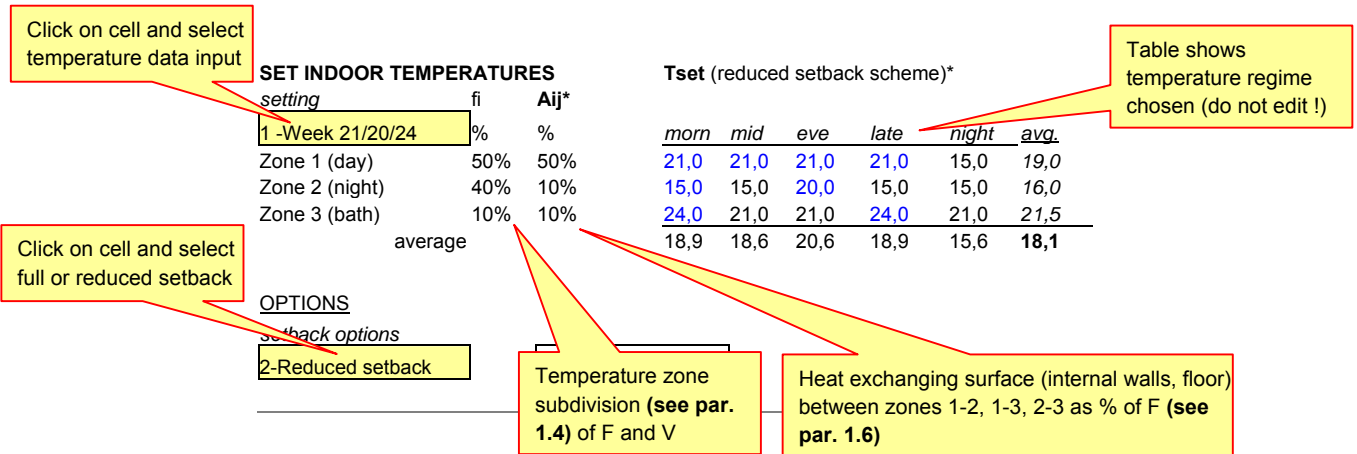 Click on cell and select
temperature data input
Table shows
temperature regime
chosen (do not edit !)
SET INDOOR TEMPERATURES Tset (reduced setback scheme)*
setting fi Aij*
1 -Week 21/20/24 % % morn mid eve late night avg.
Zone 1 (day) 50% 50% 21,0 21,0 21,0 21,0 15,0 19,0
Zone 2 (night) 40% 10% 15,0 15,0 20,0 15,0 15,0 16,0
Zone 3 (bath) 10% 10% 24,0 21,0 21,0 24,0 21,0 21,5
average 18,9 18,6 20,6 18,9 15,6 18,1
Click on cell and select
full or reduced setback
OPTIONS
setback options
2-Reduced setback
Temperature zone
subdivision (see par.
1.4) of F and V
Heat exchanging surface (internal walls, floor)
between zones 1-2, 1-3, 2-3 as % of F (see
par. 1.6)